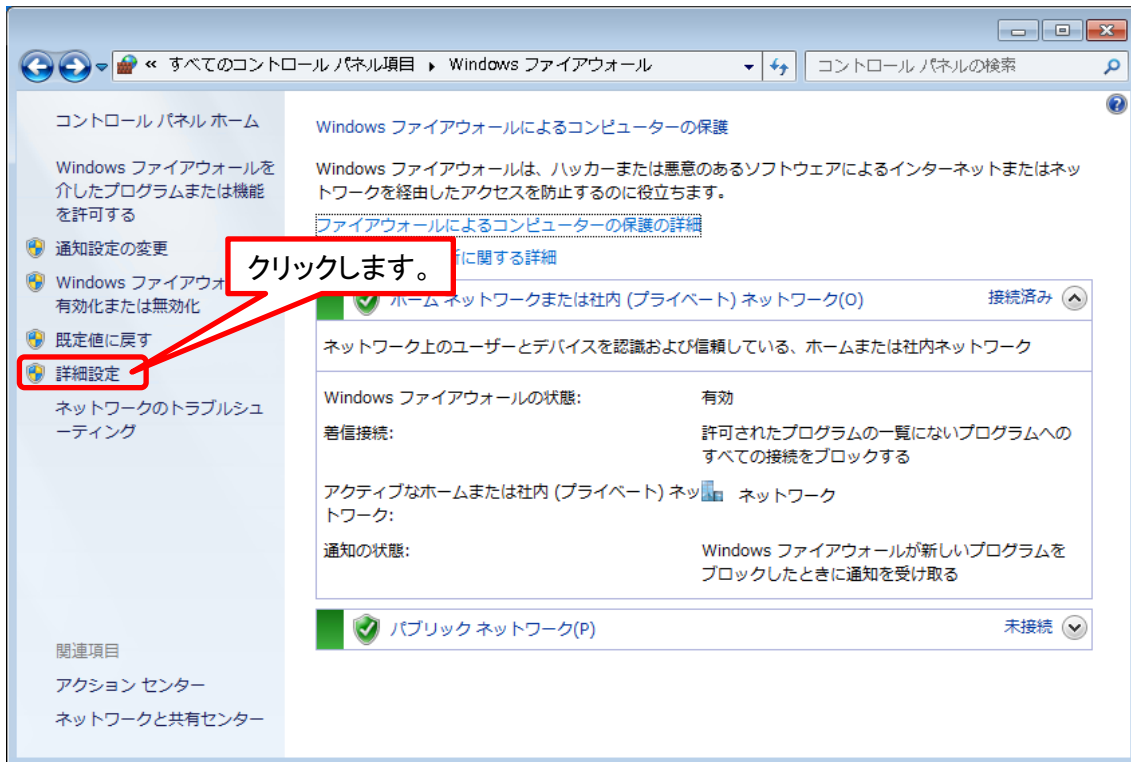 « すべてのコントロール パネル項目 ▸ Windows ファイアウォール
コントロール パネルの検索
コントロール パネル ホーム
Windows ファイアウォールを
介したプログラムまたは機能
を許可する
通知設定の変更
Windows ファイアウォ
有効化または無効化
既定値に戻す
詳細設定
ネットワークのトラブルシュ
ーティング
関連項目
アクション センター
ネットワークと共有センター
クリックします。
Windows ファイアウォールによるコンピューターの保護
Windows ファイアウォールは、ハッカーまたは悪意のあるソフトウェアによるインターネットまたはネッ
トワークを経由したアクセスを防止するのに役立ちます。
ファイアウォールによるコンピューターの保護の詳細
に関する詳細
ホーム ネットワークまたは社内 (プライベート) ネットワーク(O) 接続済み
ネットワーク上のユーザーとデバイスを認識および信頼している、ホームまたは社内ネットワーク
Windows ファイアウォールの状態: 有効
着信接続: 許可されたプログラムの一覧にないプログラムへの
すべての接続をブロックする
アクティブなホームまたは社内 (プライベート) ネッ ネットワーク
トワーク:
通知の状態: Windows ファイアウォールが新しいプログラムを
ブロックしたときに通知を受け取る
パブリック ネットワーク(P) 未接続